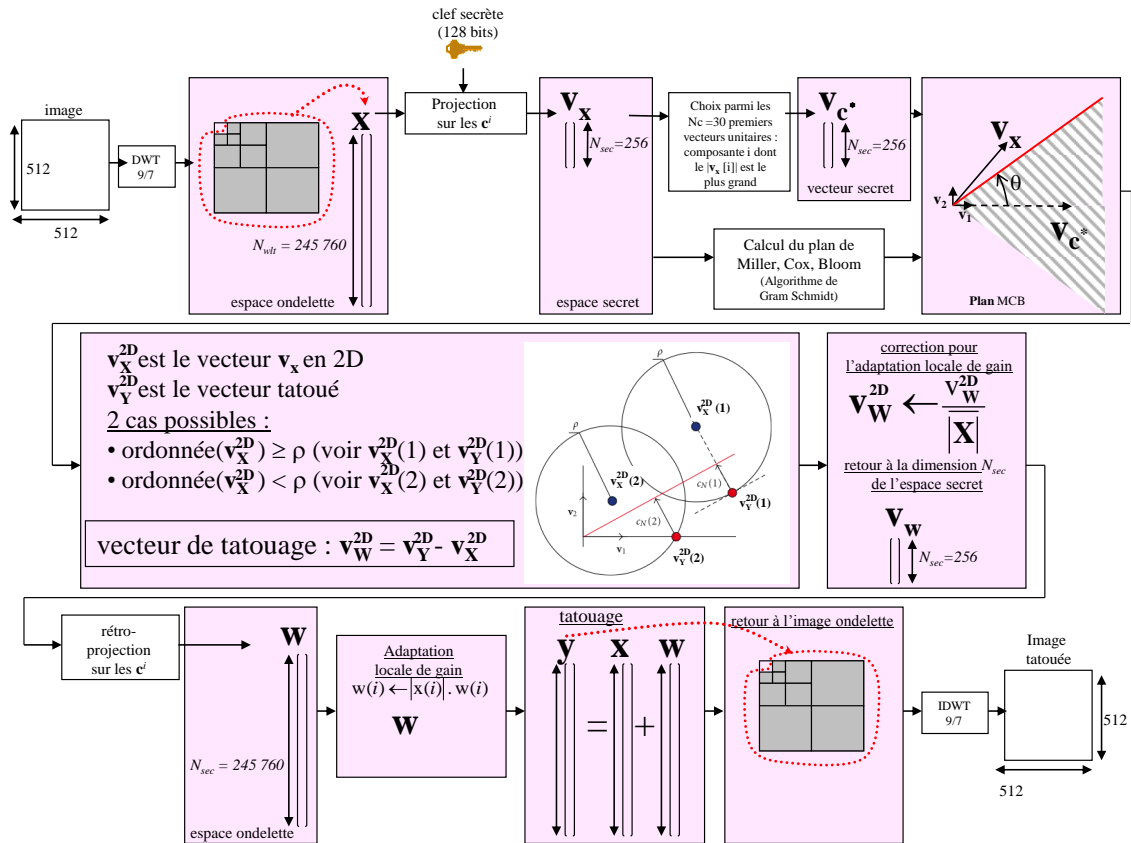 clef secrète
(128 bits)
image
512
512
DWT
9/7
x
N_wlt = 245 760
espace ondelette
Projection
sur les c^i
v_x
N_sec=256
espace secret
Choix parmi les
Nc =30 premiers
vecteurs unitaires :
composante i dont
le |v_x [i]| est le
plus grand
v_c*
N_sec=256
vecteur secret
Calcul du plan de
Miller, Cox, Bloom
(Algorithme de
Gram Schmidt)
v_x
θ
v_2
v_1
v_c*
Plan MCB
v_X^2D est le vecteur v_x en 2D
v_Y^2D est le vecteur tatoué
2 cas possibles :
• ordonnée(v_X^2D) ≥ ρ (voir v_X^2D(1) et v_Y^2D(1))
• ordonnée(v_X^2D) < ρ (voir v_X^2D(2) et v_Y^2D(2))
vecteur de tatouage : v_W^2D = v_Y^2D - v_X^2D
ρ
v_X^2D(1)
ρ
v_X^2D(2)
c_N(1)
v_Y^2D(1)
v_2
c_N(2)
v_1
v_Y^2D(2)
correction pour
l'adaptation locale de gain
v_W^2D ← V_W^2D / |X|
retour à la dimension N_sec
de l'espace secret
v_w
N_sec=256
rétro-
projection
sur les c^i
w
N_sec = 245 760
espace ondelette
Adaptation
locale de gain
w(i) ← |x(i)| . w(i)
w
tatouage
y x w
= +
retour à l'image ondelette
IDWT
9/7
Image
tatouée
512
512